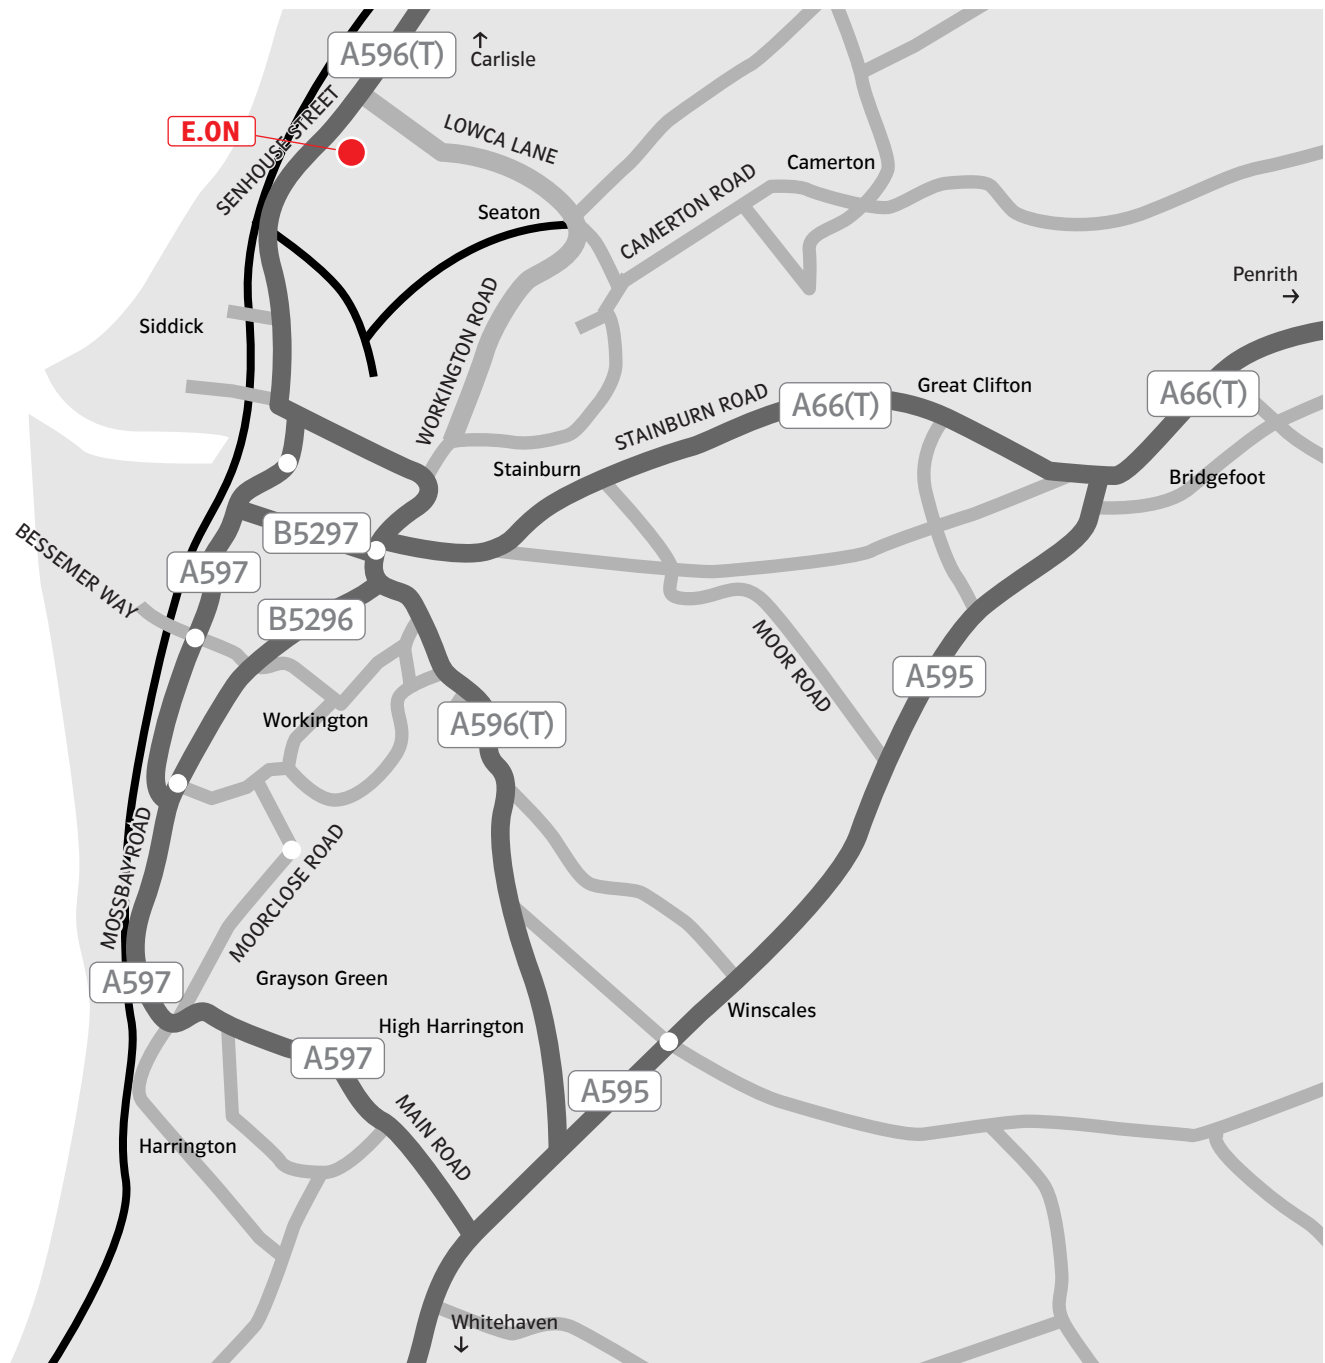 A596(T)
↑
Carlisle
E.ON
SENHOUSE STREET
LOWCA LANE
Camerton
CAMERTON ROAD
Seaton
Penrith
→
Siddick
WORKINGTON ROAD
Great Clifton
A66(T)
A66(T)
STAINBURN ROAD
Stainburn
Bridgefoot
B5297
BESSEMER WAY
A597
B5296
MOOR ROAD
A595
Workington
A596(T)
MOSSBAY ROAD
MOORCLOSE ROAD
A597
Grayson Green
High Harrington
Winscales
A597
A595
MAIN ROAD
Harrington
Whitehaven
↓